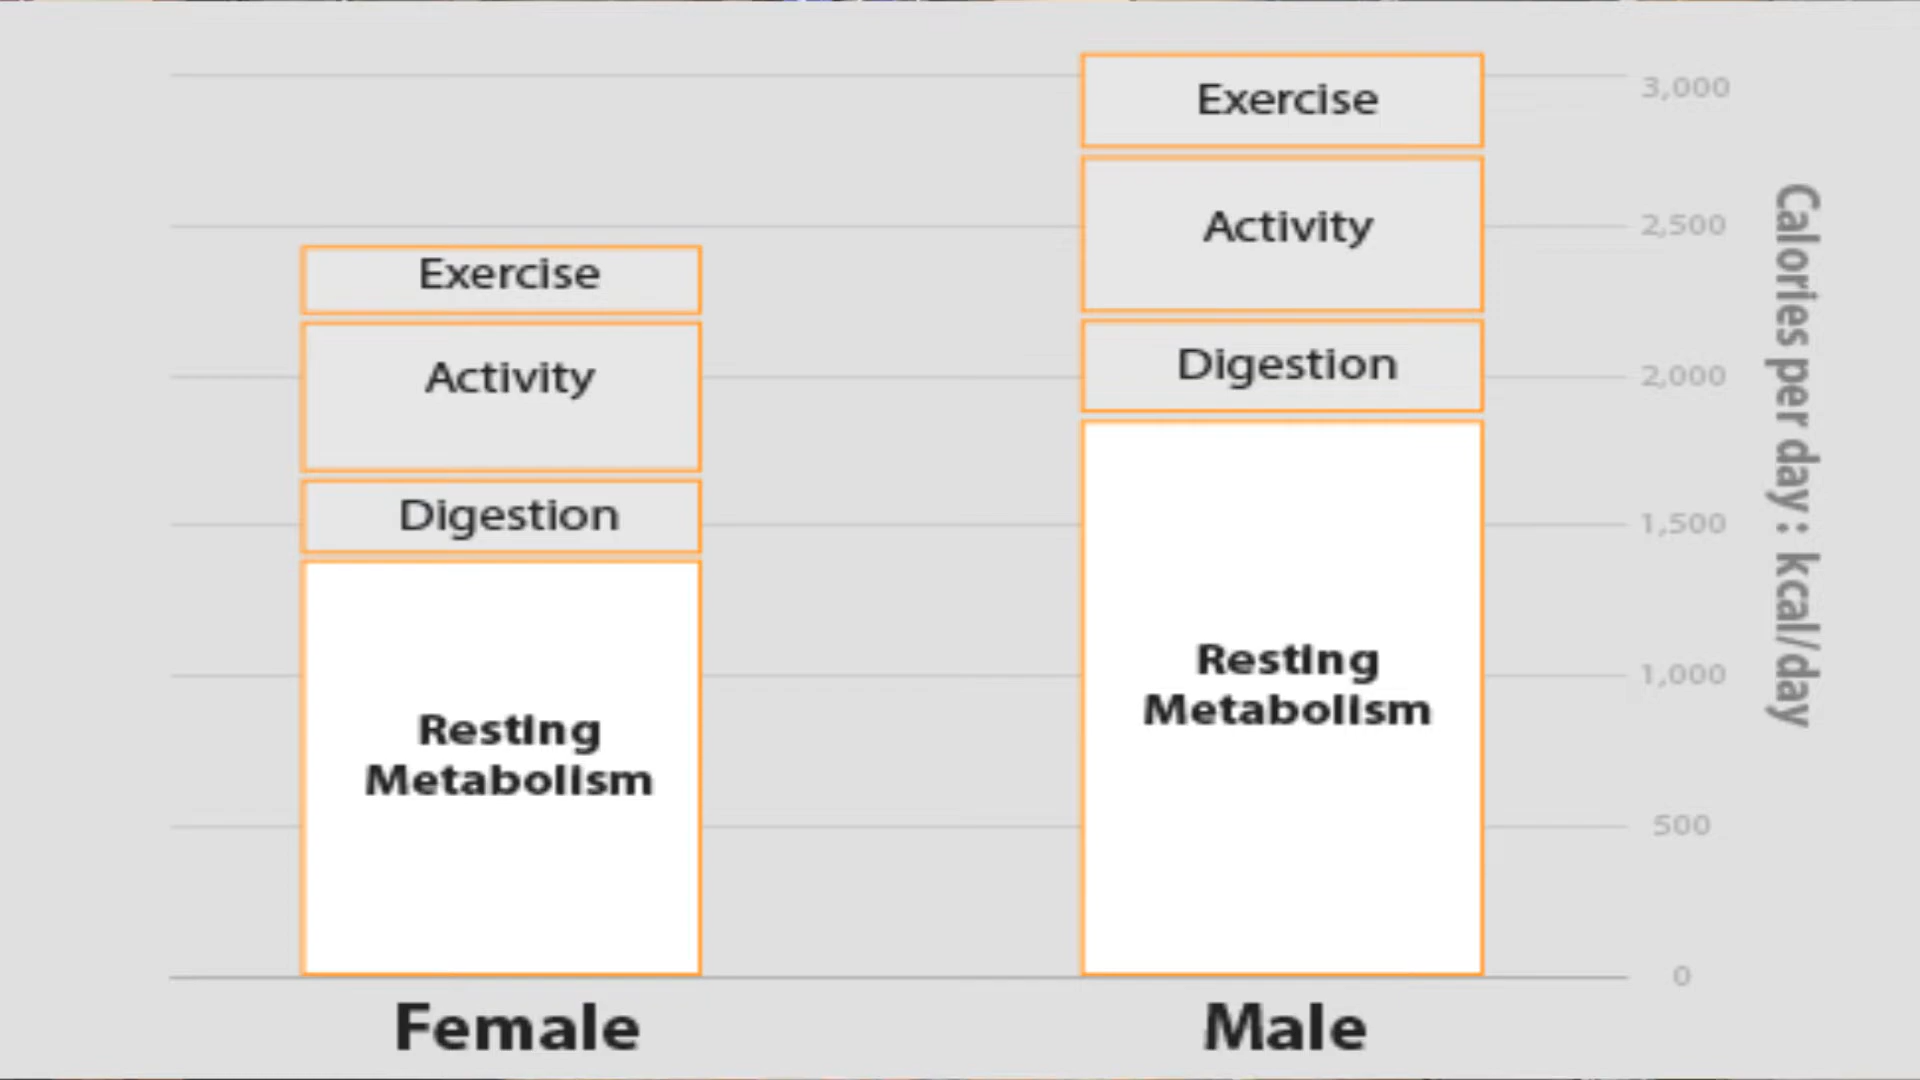 Exercise
Activity
Digestion
Resting
Metabolism
Female
Exercise
Activity
Digestion
Resting
Metabolism
Male
3,000
2,500
2,000
1,500
1,000
500
0
Calories per day : kcal/day